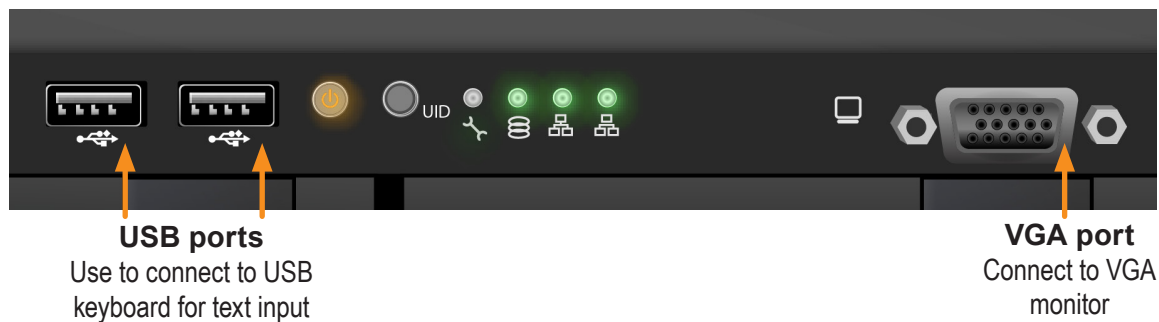 UID
USB ports
Use to connect to USB
keyboard for text input
VGA port
Connect to VGA
monitor